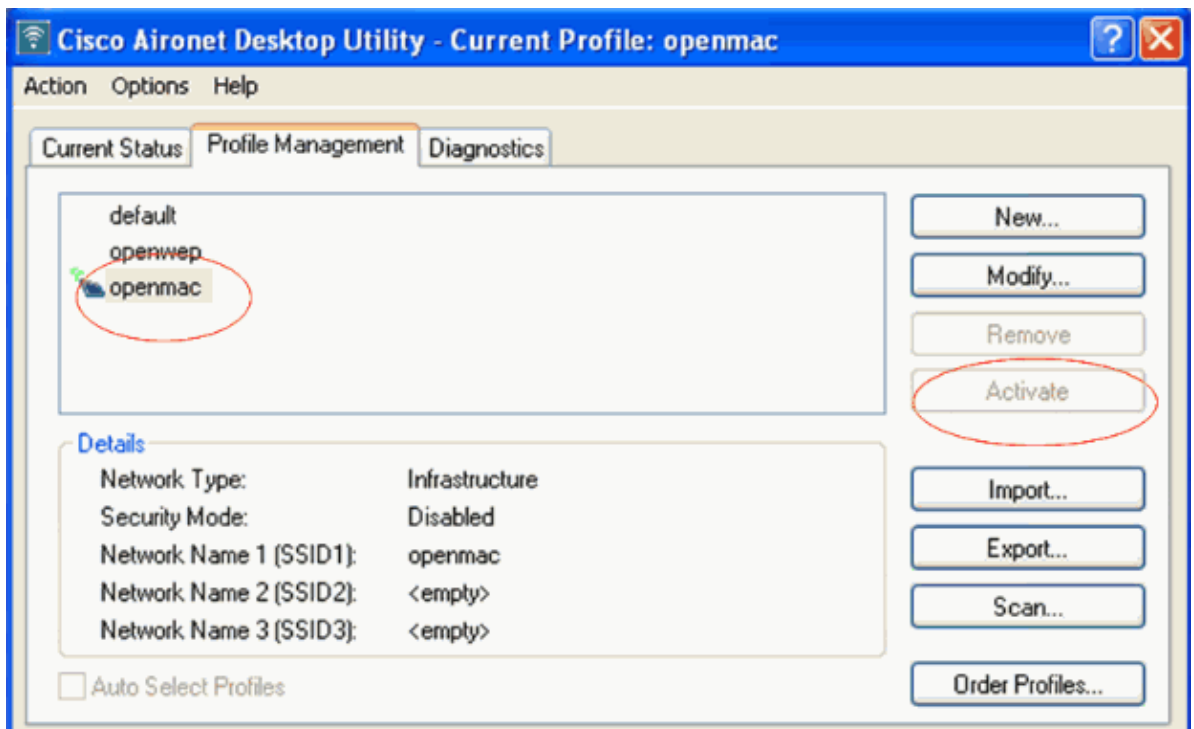 Cisco Aironet Desktop Utility - Current Profile: openmac
Action Options Help
Current Status Profile Management Diagnostics
default
openwep
openmac
New...
Modify...
Remove
Activate
Details
Network Type: Infrastructure
Security Mode: Disabled
Network Name 1 (SSID1): openmac
Network Name 2 (SSID2): <empty>
Network Name 3 (SSID3): <empty>
Import...
Export...
Scan...
Auto Select Profiles
Order Profiles...